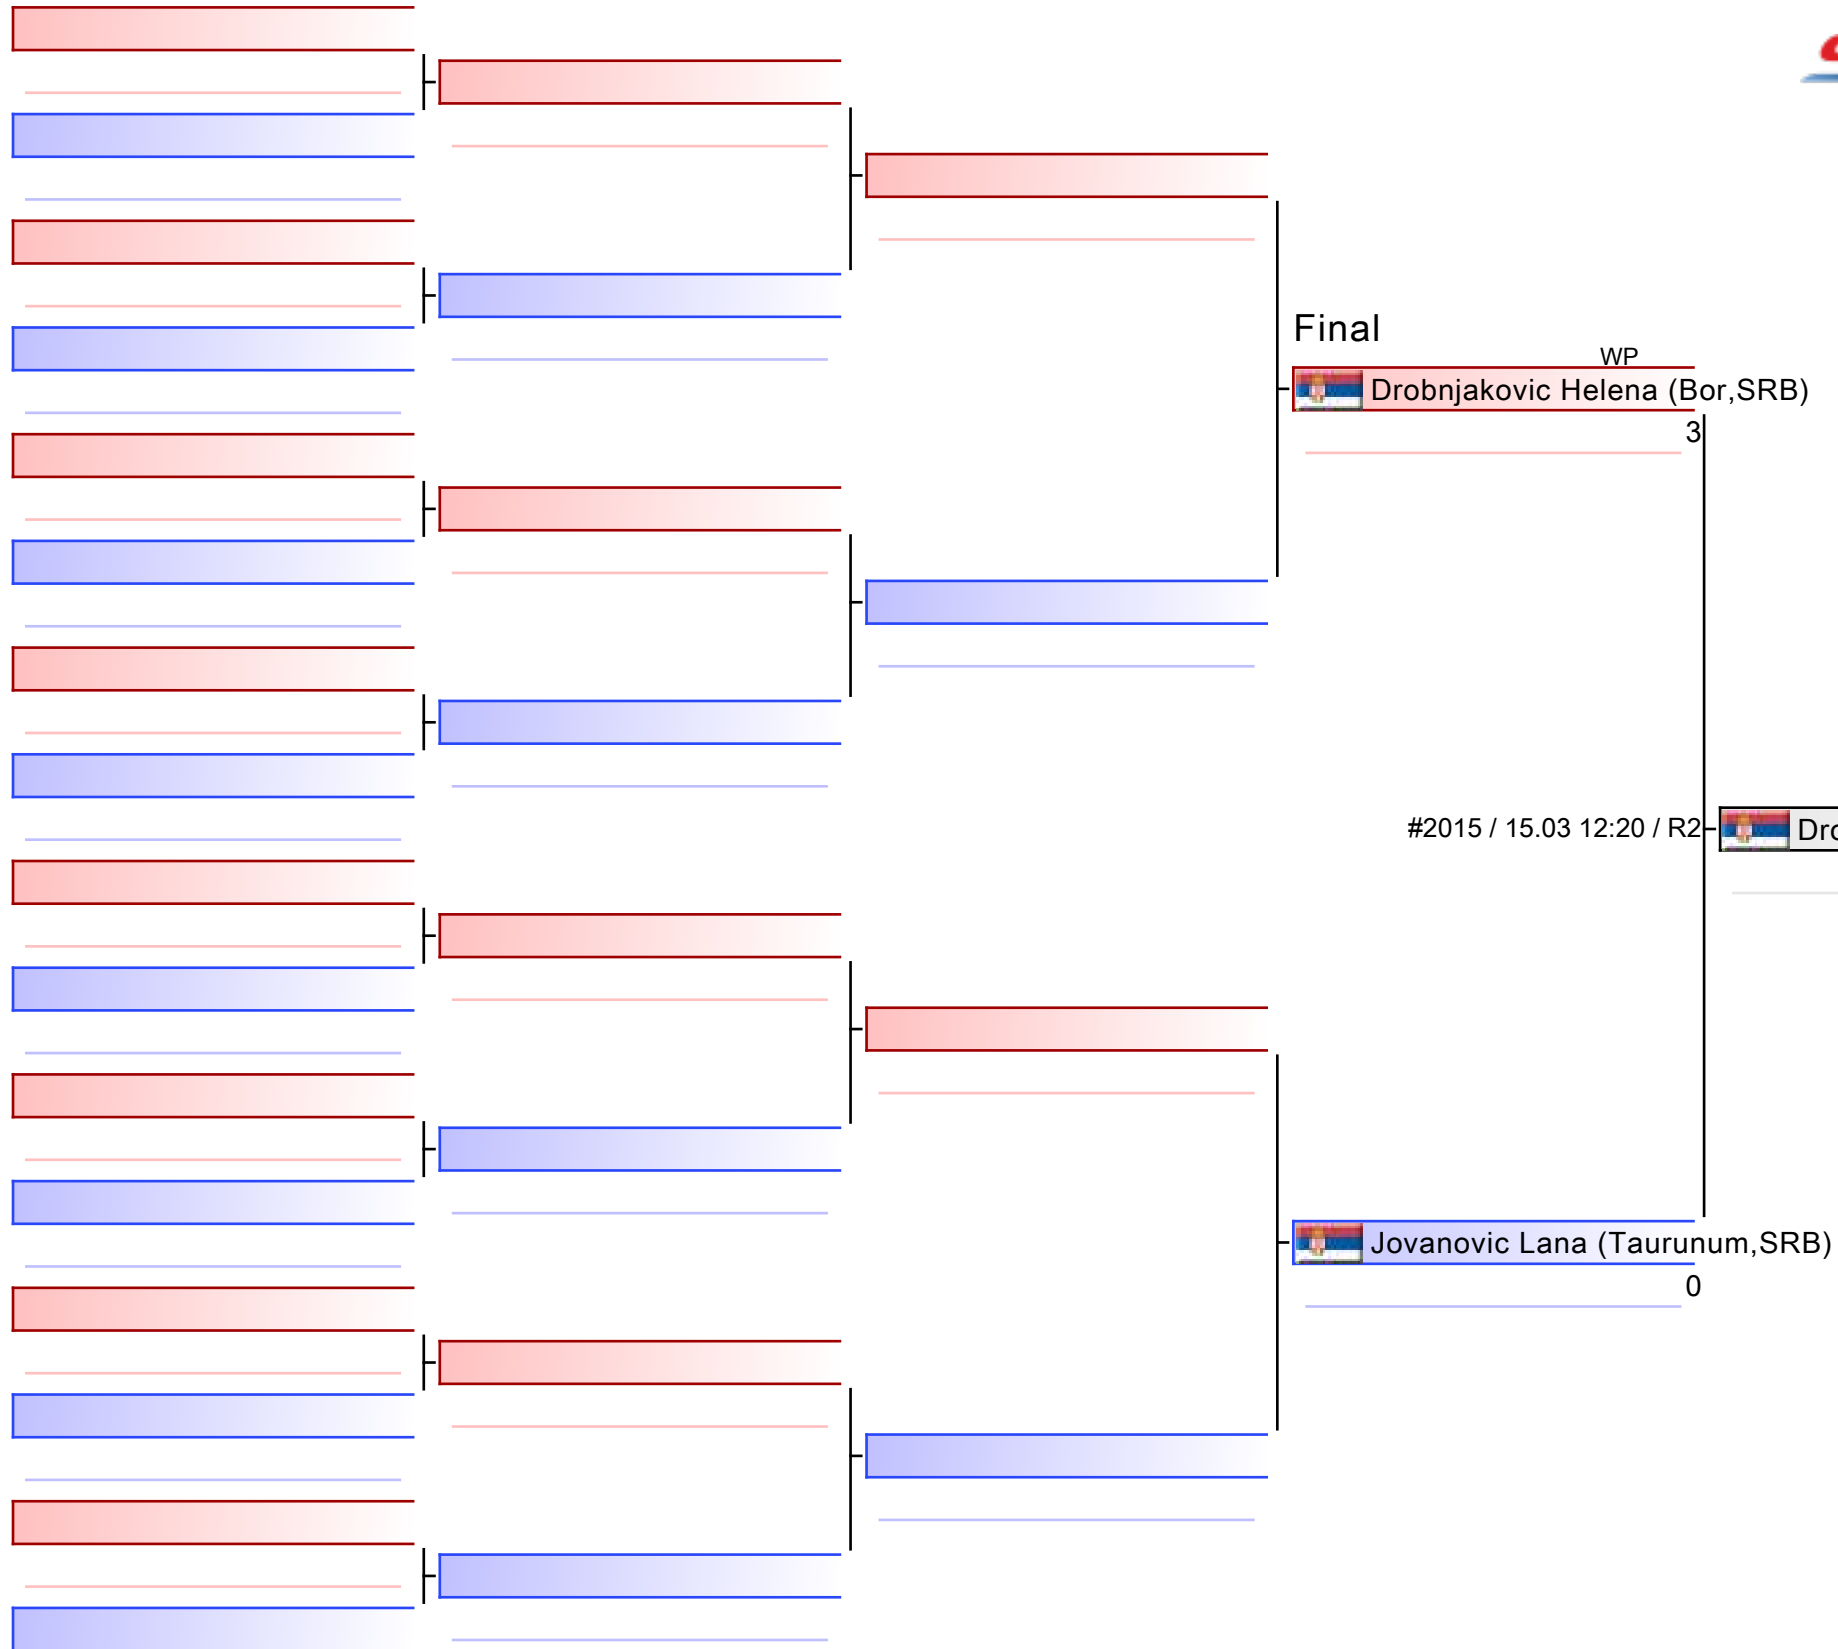 Final
WP
Drobnjakovic Helena (Bor,SRB)
3
#2015 / 15.03 12:20 / R2
Jovanovic Lana (Taurunum,SRB)
0